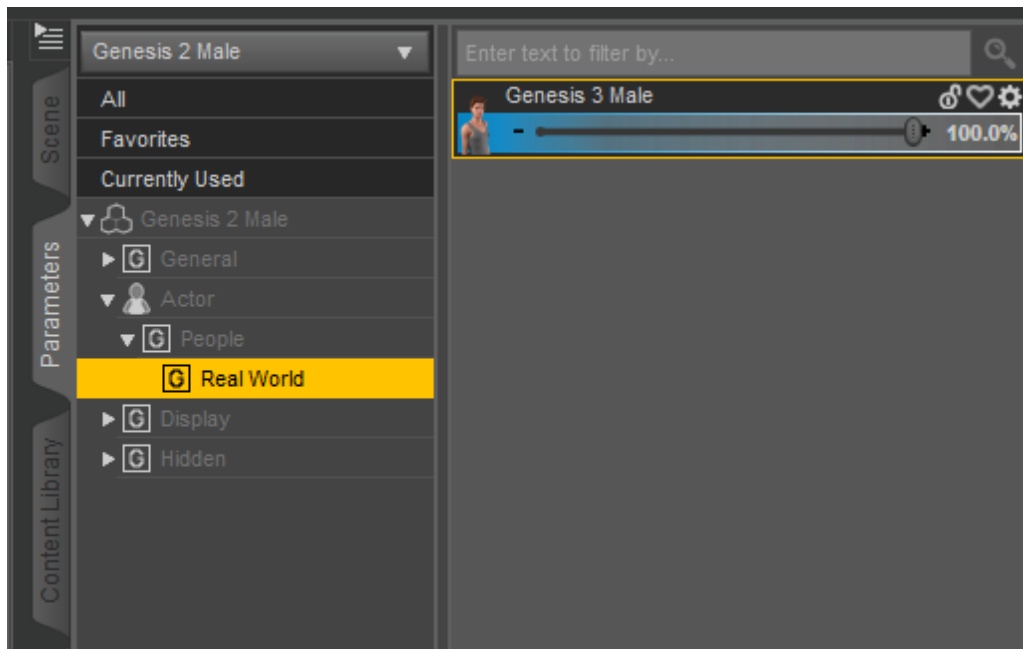 Scene
Parameters
Content Library
Genesis 2 Male
All
Favorites
Currently Used
Genesis 2 Male
G General
Actor
G People
G Real World
G Display
G Hidden
Enter text to filter by...
Genesis 3 Male
- + 100.0%